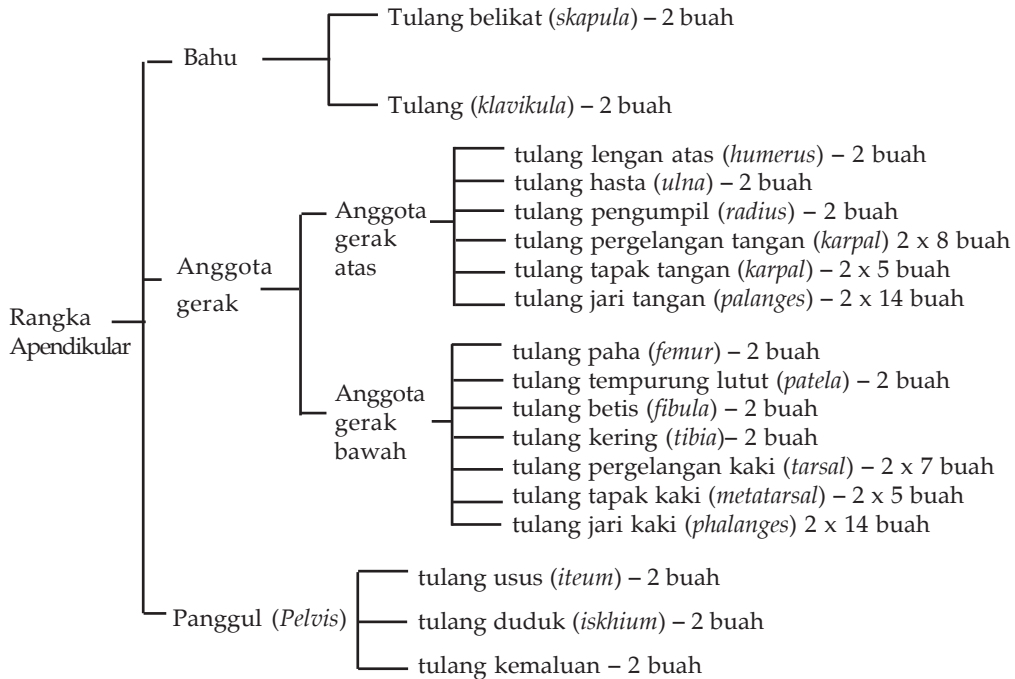 Tulang belikat (skapula) – 2 buah
Bahu
Tulang (klavikula) – 2 buah
tulang lengan atas (humerus) – 2 buah
tulang hasta (ulna) – 2 buah
Anggota
gerak
atas
tulang pengumpil (radius) – 2 buah
tulang pergelangan tangan (karpal) 2 x 8 buah
tulang tapak tangan (karpal) – 2 x 5 buah
tulang jari tangan (palanges) – 2 x 14 buah
Anggota
gerak
Rangka
Apendikular
tulang paha (femur) – 2 buah
tulang tempurung lutut (patela) – 2 buah
Anggota
gerak
bawah
tulang betis (fibula) – 2 buah
tulang kering (tibia)– 2 buah
tulang pergelangan kaki (tarsal) – 2 x 7 buah
tulang tapak kaki (metatarsal) – 2 x 5 buah
tulang jari kaki (phalanges) 2 x 14 buah
tulang usus (iteum) – 2 buah
Panggul (Pelvis)
tulang duduk (iskhium) – 2 buah
tulang kemaluan – 2 buah